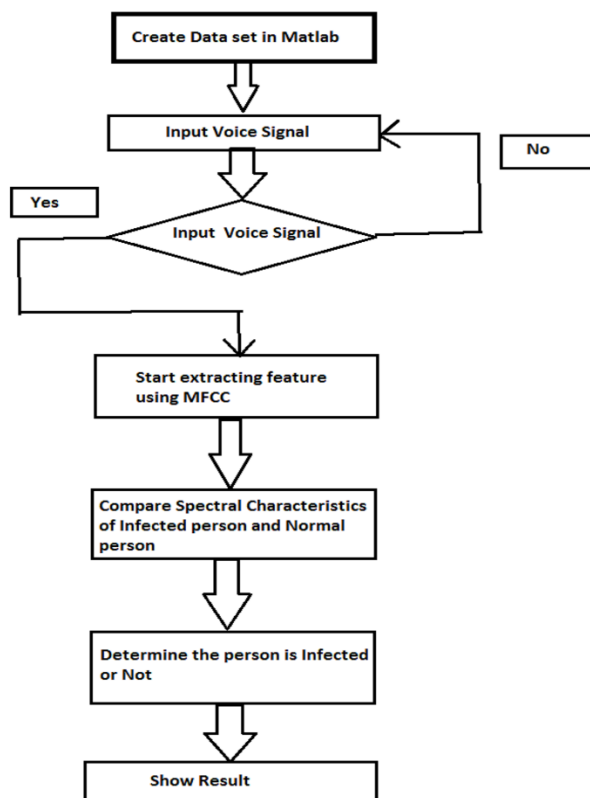 Create Data set in Matlab
Input Voice Signal
No
Yes
Input Voice Signal
Start extracting feature
using MFCC
Compare Spectral Characteristics
of Infected person and Normal
person
Determine the person is Infected
or Not
Show Result